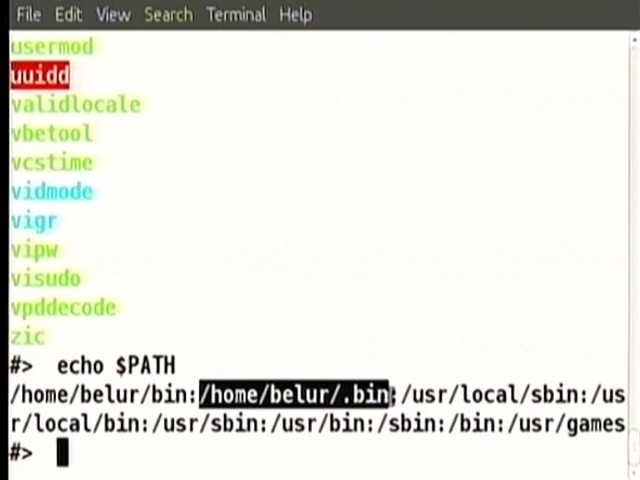 File Edit View Search Terminal Help
usermod
uuidd
validlocale
vbetool
vcstime
vidmode
vigr
vipw
visudo
vpddecode
zic
#> echo $PATH
/home/belur/bin:/home/belur/.bin:/usr/local/sbin:/us
r/local/bin:/usr/sbin:/usr/bin:/sbin:/bin:/usr/games
#>